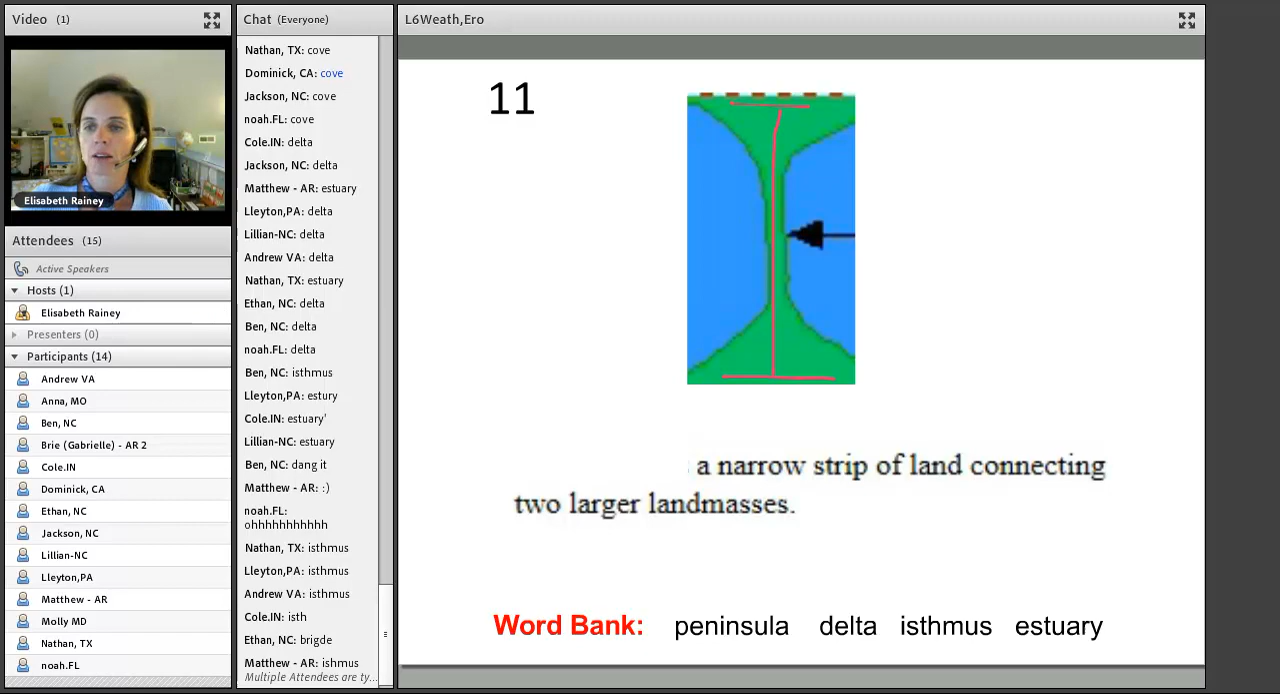 Video (1)
Elisabeth Rainey
Attendees (15)
Active Speakers
Hosts (1)
Elisabeth Rainey
Presenters (0)
Participants (14)
Andrew VA
Anna, MO
Ben, NC
Brie (Gabrielle) - AR 2
Cole.IN
Dominick, CA
Ethan, NC
Jackson, NC
Lillian-NC
Lleyton,PA
Matthew - AR
Molly MD
Nathan, TX
noah.FL
Chat (Everyone)
Nathan, TX: cove
Dominick, CA: cove
Jackson, NC: cove
noah.FL: cove
Cole.IN: delta
Jackson, NC: delta
Matthew - AR: estuary
Lleyton,PA: delta
Lillian-NC: delta
Andrew VA: delta
Nathan, TX: estuary
Ethan, NC: delta
Ben, NC: delta
noah.FL: delta
Ben, NC: isthmus
Lleyton,PA: estury
Cole.IN: estuary'
Lillian-NC: estuary
Ben, NC: dang it
Matthew - AR: :)
noah.FL:
ohhhhhhhhhhh
Nathan, TX: isthmus
Lleyton,PA: isthmus
Andrew VA: isthmus
Cole.IN: isth
Ethan, NC: brigde
Matthew - AR: ishmus
Multiple Attendees are ty...
L6Weath,Ero
11
a narrow strip of land connecting
two larger landmasses.
Word Bank: peninsula delta isthmus estuary